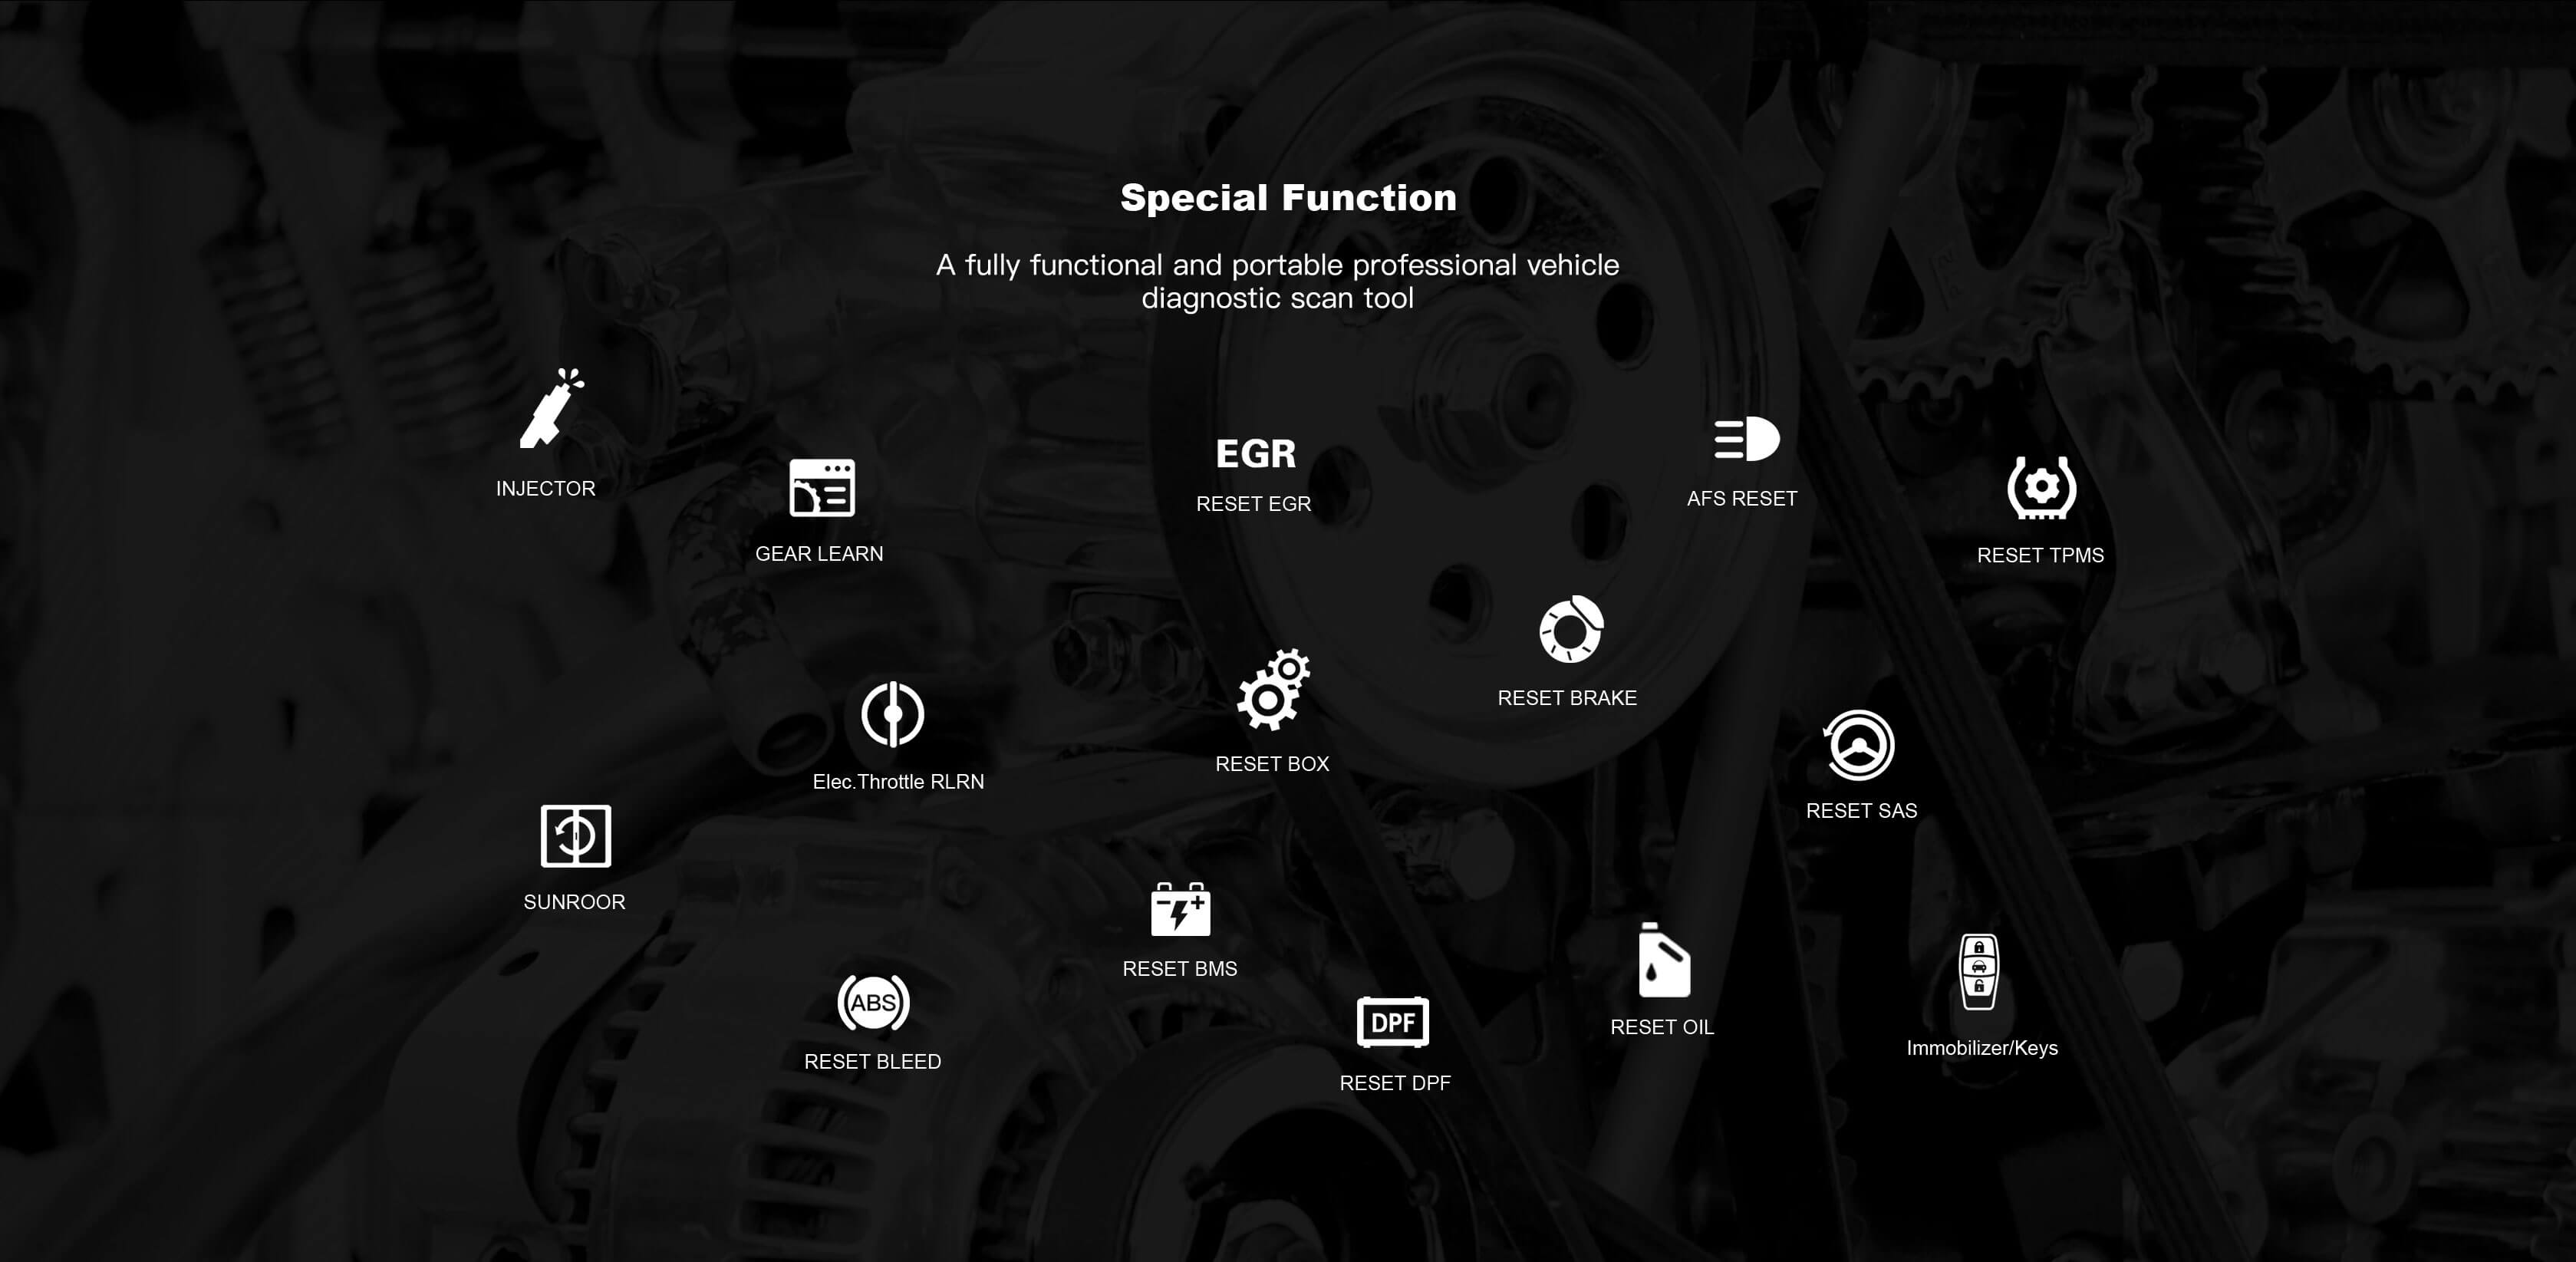 Special Function
A fully functional and portable professional vehicle
diagnostic scan tool
INJECTOR
GEAR LEARN
EGR
RESET EGR
AFS RESET
RESET TPMS
Elec.Throttle RLRN
RESET BOX
RESET BRAKE
RESET SAS
SUNROOR
ABS
RESET BLEED
RESET BMS
DPF
RESET DPF
RESET OIL
Immobilizer/Keys